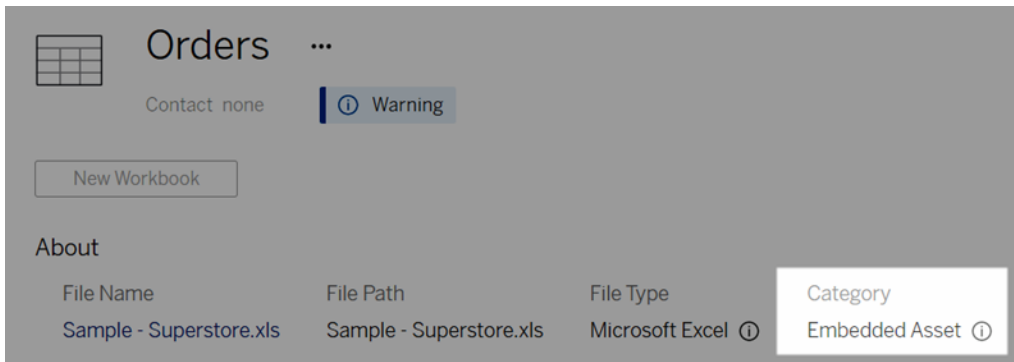 Orders ...
Contact none
Warning
New Workbook
About
File Name File Path File Type Category
Sample - Superstore.xls Sample - Superstore.xls Microsoft Excel Embedded Asset